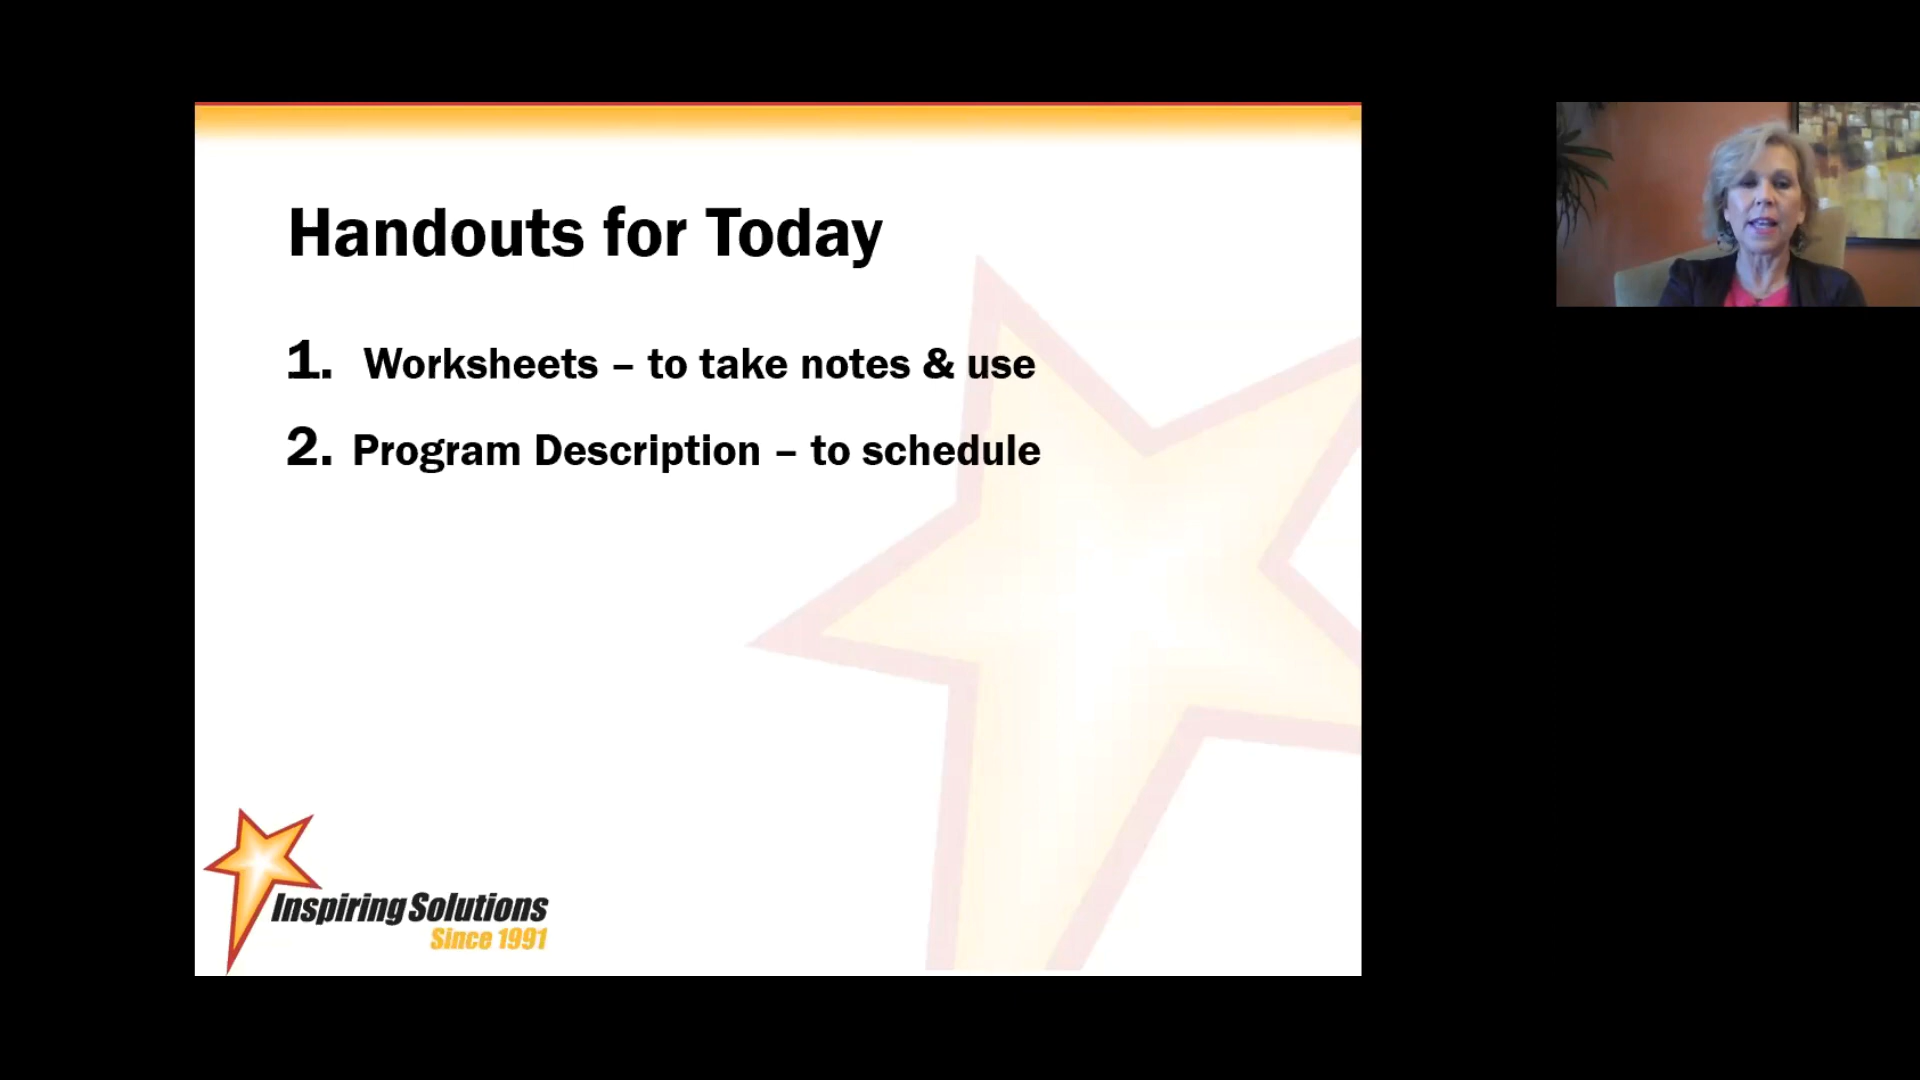 Handouts for Today
1. Worksheets – to take notes & use
2. Program Description – to schedule
Inspiring Solutions
Since 1991